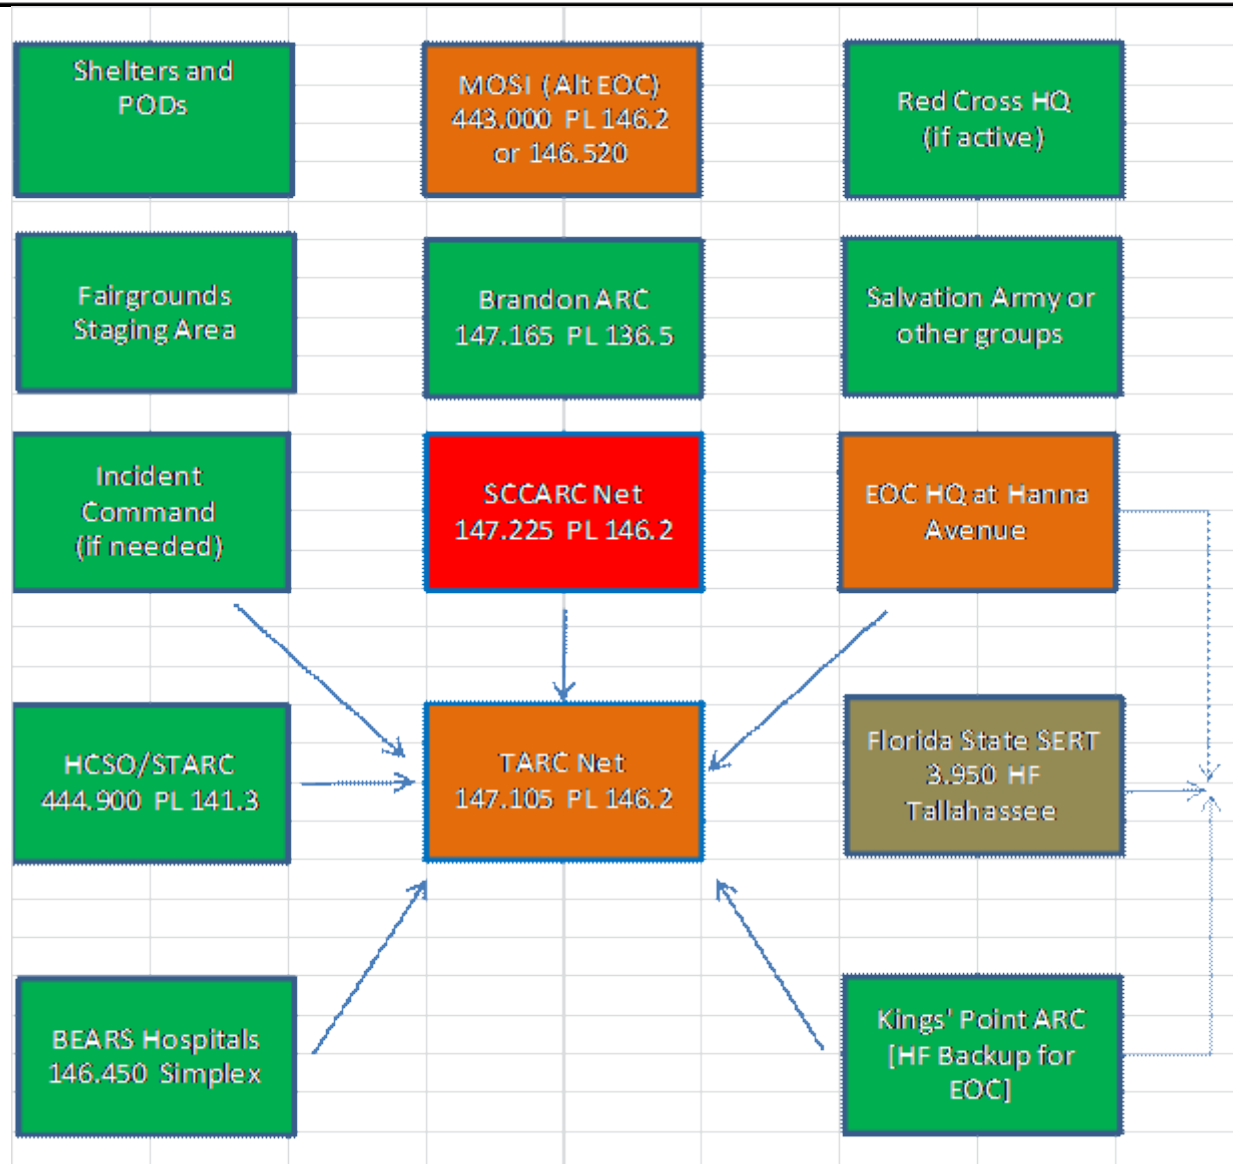 Shelters and
PODs
MOSI (Alt EOC)
443.000 PL 146.2
or 146.520
Red Cross HQ
(if active)
Fairgrounds
Staging Area
Brandon ARC
147.165 PL 136.5
Salvation Army or
other groups
Incident
Command
(if needed)
SCCARC Net
147.225 PL 146.2
EOC HQ at Hanna
Avenue
HCSO/STARC
444.900 PL 141.3
TARC Net
147.105 PL 146.2
Florida State SERT
3.950 HF
Tallahassee
BEARS Hospitals
146.450 Simplex
Kings' Point ARC
[HF Backup for
EOC]